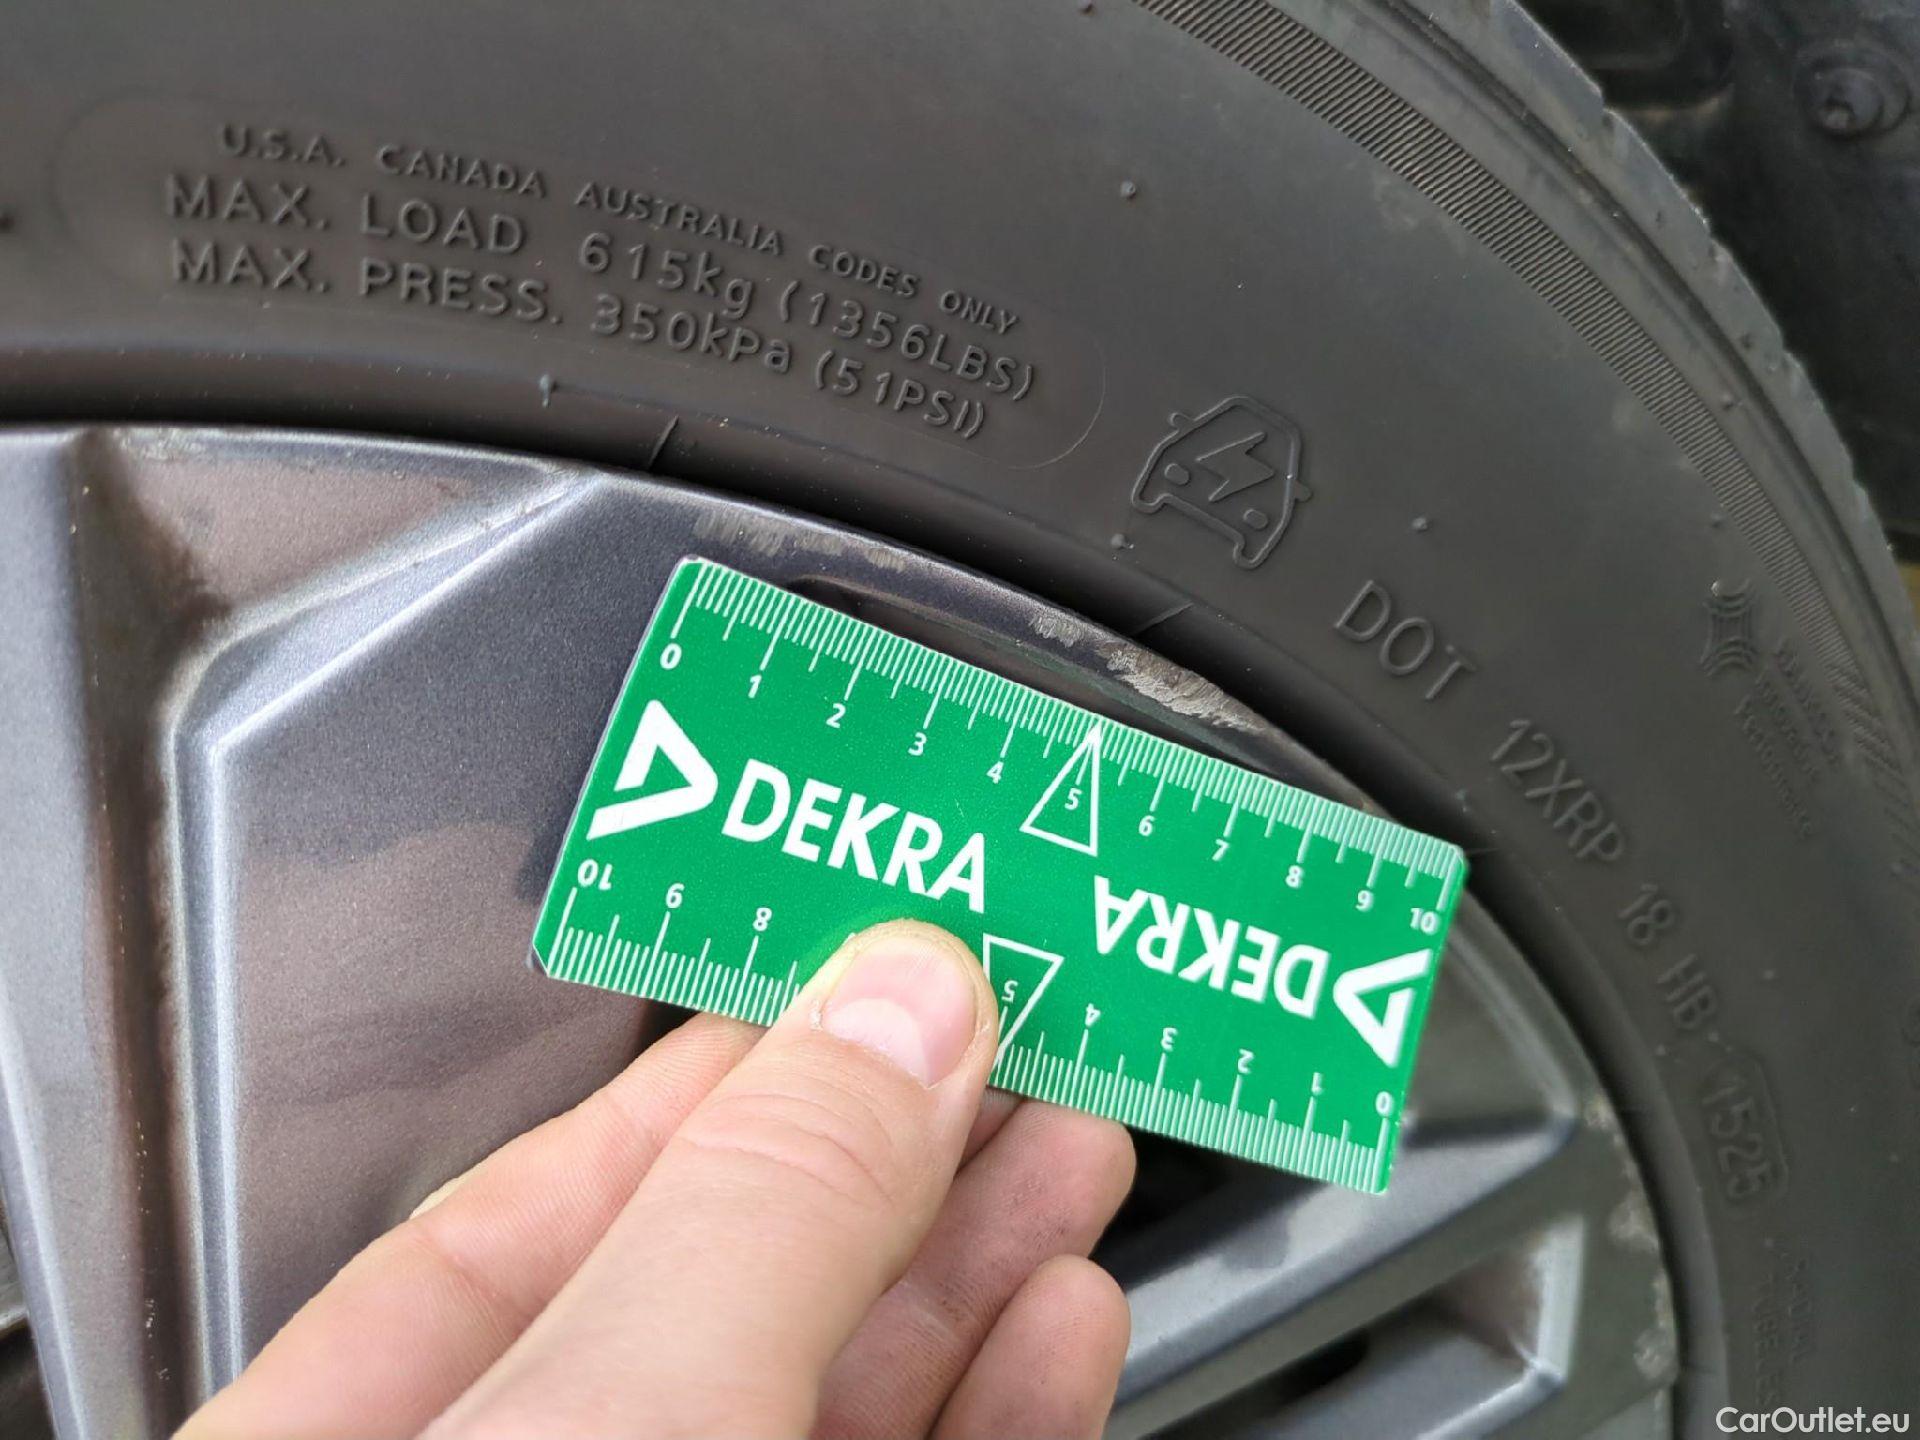 U.S.A. CANADA AUSTRALIA CODES ONLY
MAX. LOAD 615kg (1356LBS)
MAX. PRESS. 350kPa (51PSI)
DOT 12XRP 18 HB 1525
0 1 2 3 4 5 6 7 8 9 10
DEKRA
DEKRA
10 9 8 5 4 3 2 1 0
CarOutlet.eu